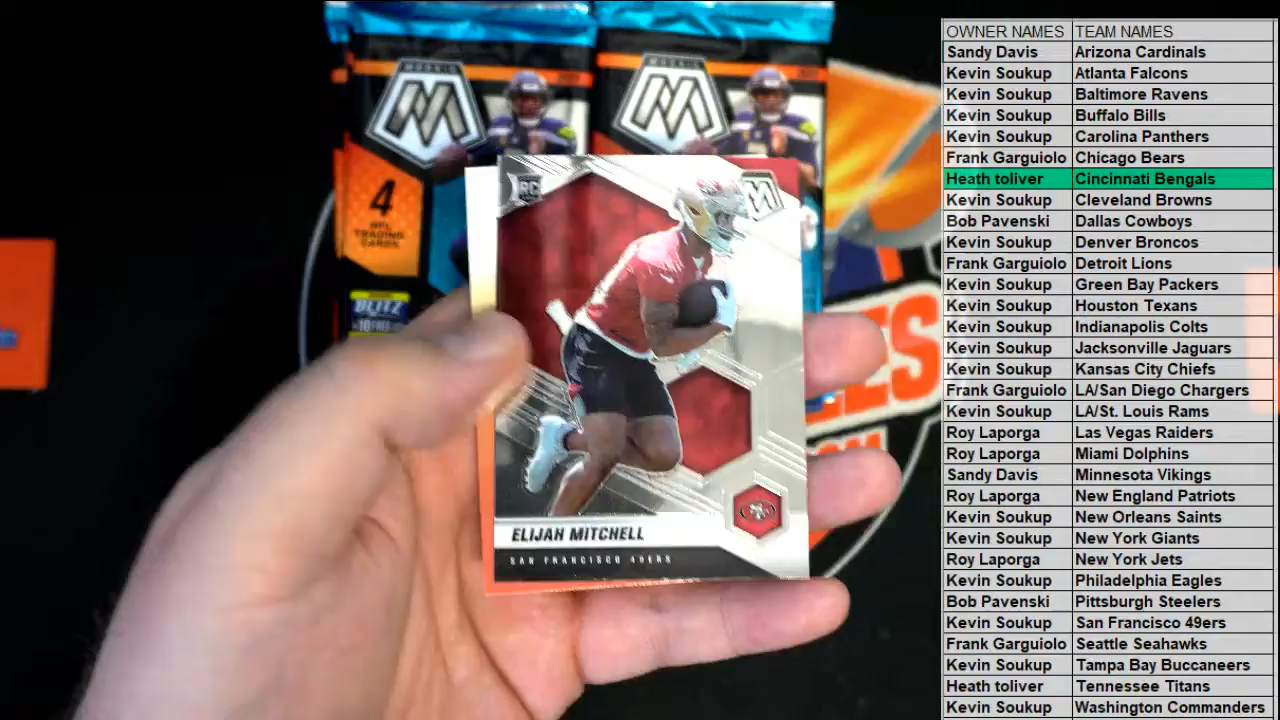 M
4
NFL
TRADING
CARDS
BLITZ
M
RC
ELIJAH MITCHELL
SAN FRANCISCO 49ERS
OWNER NAMES TEAM NAMES
Sandy Davis Arizona Cardinals
Kevin Soukup Atlanta Falcons
Kevin Soukup Baltimore Ravens
Kevin Soukup Buffalo Bills
Kevin Soukup Carolina Panthers
Frank Garguiolo Chicago Bears
Heath toliver Cincinnati Bengals
Kevin Soukup Cleveland Browns
Bob Pavenski Dallas Cowboys
Kevin Soukup Denver Broncos
Frank Garguiolo Detroit Lions
Kevin Soukup Green Bay Packers
Kevin Soukup Houston Texans
Kevin Soukup Indianapolis Colts
Kevin Soukup Jacksonville Jaguars
Kevin Soukup Kansas City Chiefs
Frank Garguiolo LA/San Diego Chargers
Kevin Soukup LA/St. Louis Rams
Roy Laporga Las Vegas Raiders
Roy Laporga Miami Dolphins
Sandy Davis Minnesota Vikings
Roy Laporga New England Patriots
Kevin Soukup New Orleans Saints
Kevin Soukup New York Giants
Roy Laporga New York Jets
Kevin Soukup Philadelphia Eagles
Bob Pavenski Pittsburgh Steelers
Kevin Soukup San Francisco 49ers
Frank Garguiolo Seattle Seahawks
Kevin Soukup Tampa Bay Buccaneers
Heath toliver Tennessee Titans
Kevin Soukup Washington Commanders